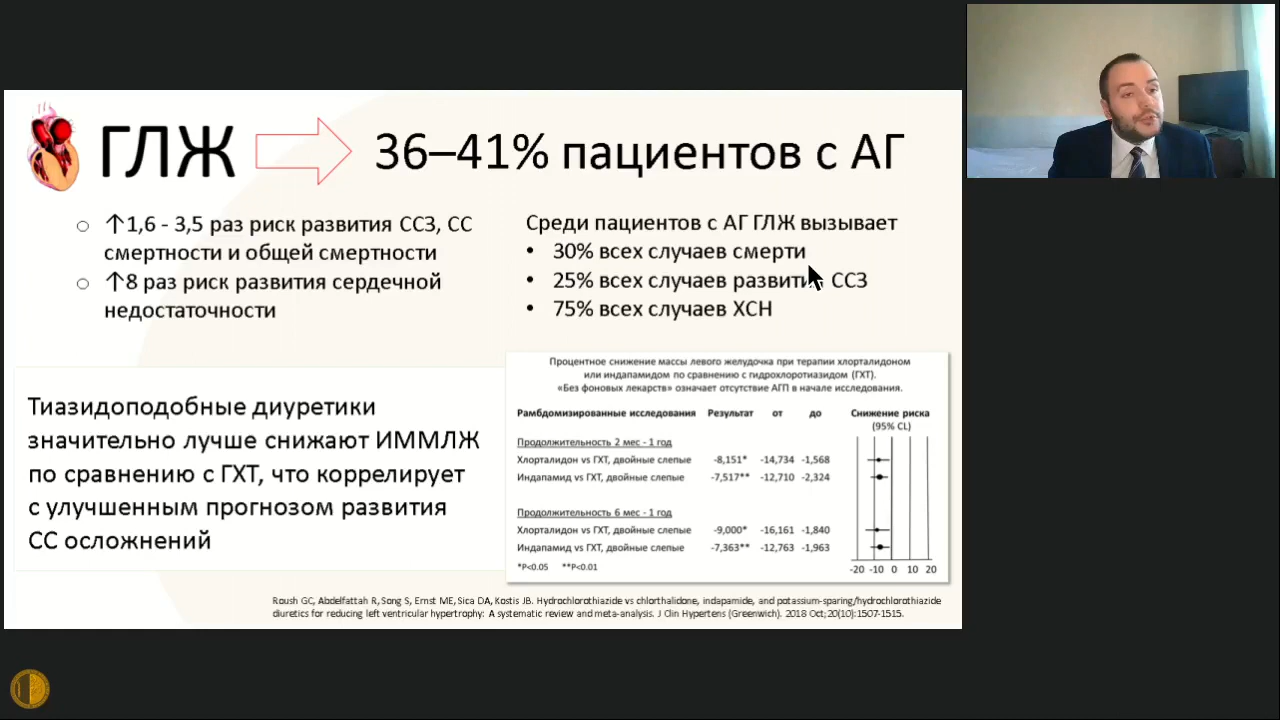 ГЛЖ
36–41% пациентов с АГ
○ ↑1,6 - 3,5 раз риск развития ССЗ, СС
смертности и общей смертности
○ ↑8 раз риск развития сердечной
недостаточности
Среди пациентов с АГ ГЛЖ вызывает
• 30% всех случаев смерти
• 25% всех случаев развития ССЗ
• 75% всех случаев ХСН
Тиазидоподобные диуретики
значительно лучше снижают ИММЛЖ
по сравнению с ГХТ, что коррелирует
с улучшенным прогнозом развития
СС осложнений
Процентное снижение массы левого желудочка при терапии хлорталидоном
или индапамидом по сравнению с гидрохлоротиазидом (ГХТ).
«Без фоновых лекарств» означает отсутствие АГП в начале исследования.
Рамбдомизированные исследования Результат от до Снижение риска
(95% CL)
Продолжительность 2 мес - 1 год
Хлорталидон vs ГХТ, двойные слепые -8,151* -14,734 -1,568
Индапамид vs ГХТ, двойные слепые -7,517** -12,710 -2,324
Продолжительность 6 мес - 1 год
Хлорталидон vs ГХТ, двойные слепые -9,000* -16,161 -1,840
Индапамид vs ГХТ, двойные слепые -7,363** -12,763 -1,963
*P<0.05 **P<0.01
-20 -10 0 10 20
Roush GC, Abdelfattah R, Song S, Ernst ME, Sica DA, Kostis JB. Hydrochlorothiazide vs chlorthalidone, indapamide, and potassium-sparing/hydrochlorothiazide
diuretics for reducing left ventricular hypertrophy: A systematic review and meta-analysis. J Clin Hypertens (Greenwich). 2018 Oct;20(10):1507-1515.